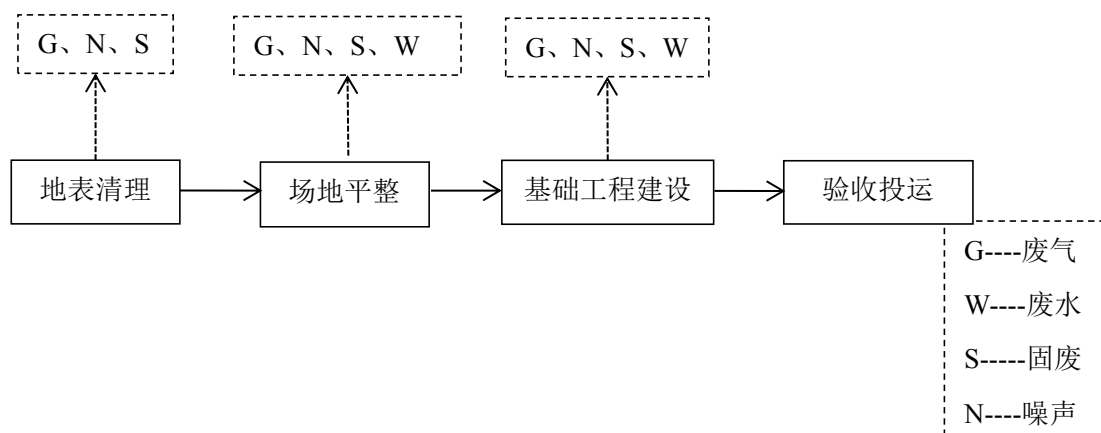 G、N、S
G、N、S、W
G、N、S、W
地表清理
场地平整
基础工程建设
验收投运
G----废气
W----废水
S-----固废
N----噪声